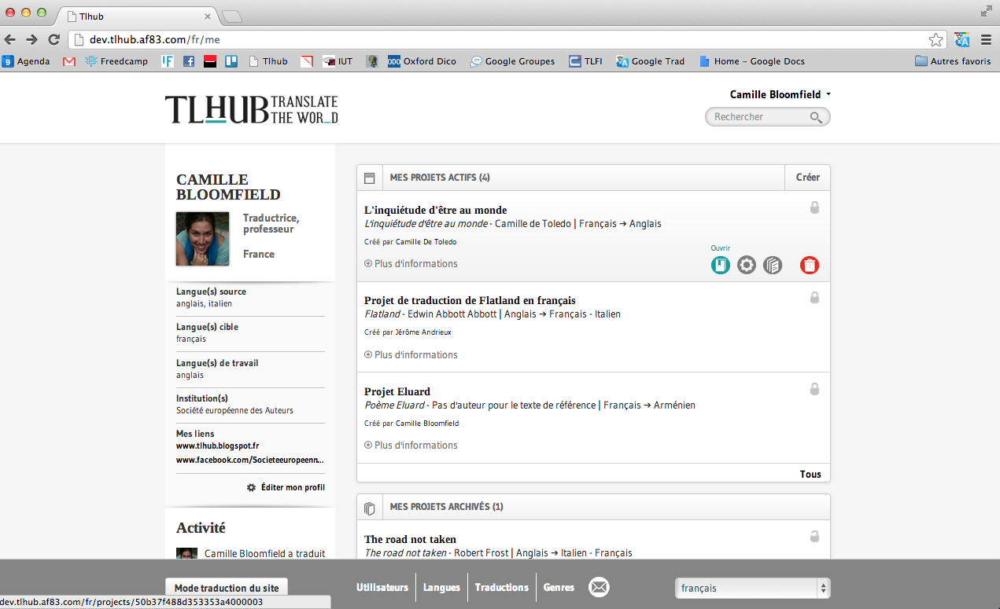 Tlhub
dev.tlhub.af83.com/fr/me
9 Agenda Freedcamp IF Tlhub IUT ODO Oxford Dico Google Groupes TLFI Google Trad Home - Google Docs Autres favoris
TLHUB TRANSLATE THE WOR_D
Camille Bloomfield
Rechercher
CAMILLE
BLOOMFIELD
Traductrice,
professeur
France
Langue(s) source
anglais, italien
Langue(s) cible
français
Langue(s) de travail
anglais
Institution(s)
Société européenne des Auteurs
Mes liens
www.tlhub.blogspot.fr
www.facebook.com/Societeeuropeenn...
Éditer mon profil
Activité
Camille Bloomfield a traduit
MES PROJETS ACTIFS (4) Créer
L'inquiétude d'être au monde
L'inquiétude d'être au monde - Camille de Toledo | Français → Anglais
Créé par Camille De Toledo
Plus d'informations
Ouvrir
Projet de traduction de Flatland en français
Flatland - Edwin Abbott Abbott | Anglais → Français - Italien
Créé par Jérôme Andrieux
Plus d'informations
Projet Eluard
Poème Eluard - Pas d'auteur pour le texte de référence | Français → Arménien
Créé par Camille Bloomfield
Plus d'informations
Tous
MES PROJETS ARCHIVÉS (1)
The road not taken
The road not taken - Robert Frost | Anglais → Italien - Français
Mode traduction du site
Utilisateurs Langues Traductions Genres français
dev.tlhub.af83.com/fr/projects/50b37f488d353353a4000003